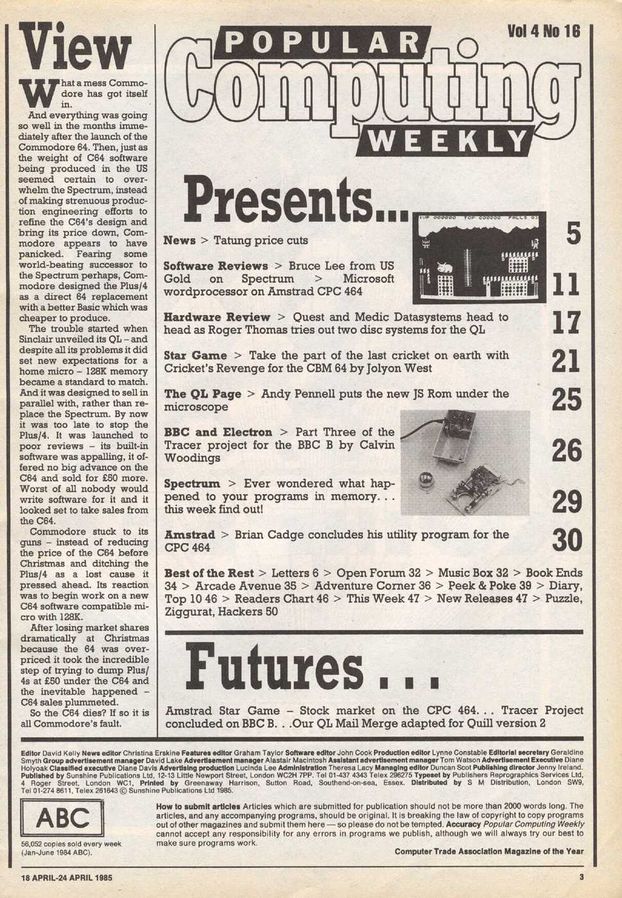 View
What a mess Commo-
dore has got itself
in.
And everything was going
so well in the months imme-
diately after the launch of the
Commodore 64. Then, just as
the weight of C64 software
being produced in the US
seemed certain to over-
whelm the Spectrum, instead
of making strenuous produc-
tion engineering efforts to
refine the C64's design and
bring its price down, Com-
modore appears to have
panicked. Fearing some
world-beating successor to
the Spectrum perhaps, Com-
modore designed the Plus/4
as a direct 64 replacement
with a better Basic which was
cheaper to produce.
The trouble started when
Sinclair unveiled its QL – and
despite all its problems it did
set new expectations for a
home micro – 128K memory
became a standard to match.
And it was designed to sell in
parallel with, rather than re-
place the Spectrum. By now
it was too late to stop the
Plus/4. It was launched to
poor reviews – its built-in
software was appalling, it of-
fered no big advance on the
C64 and sold for £50 more.
Worst of all nobody would
write software for it and it
looked set to take sales from
the C64.
Commodore stuck to its
guns – instead of reducing
the price of the C64 before
Christmas and ditching the
Plus/4 as a lost cause it
pressed ahead. Its reaction
was to begin work on a new
C64 software compatible mi-
cro with 128K.
After losing market shares
dramatically at Christmas
because the 64 was over-
priced it took the incredible
step of trying to dump Plus/
4s at £50 under the C64 and
the inevitable happened –
C64 sales plummeted.
So the C64 dies? If so it is
all Commodore's fault.
Vol 4 No 16
POPULAR
Computing
WEEKLY
Presents...
News > Tatung price cuts
5
Software Reviews > Bruce Lee from US
Gold on Spectrum > Microsoft
wordprocessor on Amstrad CPC 464
11
Hardware Review > Quest and Medic Datasystems head to
head as Roger Thomas tries out two disc systems for the QL
17
Star Game > Take the part of the last cricket on earth with
Cricket's Revenge for the CBM 64 by Jolyon West
21
The QL Page > Andy Pennell puts the new JS Rom under the
microscope
25
BBC and Electron > Part Three of the
Tracer project for the BBC B by Calvin
Woodings
26
Spectrum > Ever wondered what hap-
pened to your programs in memory. . .
this week find out!
29
Amstrad > Brian Cadge concludes his utility program for the
CPC 464
30
Best of the Rest > Letters 6 > Open Forum 32 > Music Box 32 > Book Ends
34 > Arcade Avenue 35 > Adventure Corner 36 > Peek & Poke 39 > Diary,
Top 10 46 > Readers Chart 46 > This Week 47 > New Releases 47 > Puzzle,
Ziggurat, Hackers 50
Futures . . .
Amstrad Star Game – Stock market on the CPC 464. . . Tracer Project
concluded on BBC B. . .Our QL Mail Merge adapted for Quill version 2
Editor David Kelly News editor Christina Erskine Features editor Graham Taylor Software editor John Cook Production editor Lynne Constable Editorial secretary Geraldine
Smyth Group advertisement manager David Lake Advertisement manager Alastair Macintosh Assistant advertisement manager Tom Watson Advertisement Executive Diane
Holyoak Classified executive Diane Davis Advertising production Lucinda Lee Administration Theresa Lacy Managing editor Duncan Scot Publishing director Jenny Ireland.
Published by Sunshine Publications Ltd, 12-13 Little Newport Street, London WC2H 7PP. Tel 01-437 4343 Telex 296275 Typeset by Publishers Reprographics Services Ltd,
4 Roger Street, London WC1, Printed by Greenaway Harrison, Sutton Road, Southend-on-sea, Essex. Distributed by S M Distribution, London SW9,
Tel 01-274 8611, Telex 261643 © Sunshine Publications Ltd 1985.
ABC
56,052 copies sold every week
(Jan-June 1984 ABC).
How to submit articles Articles which are submitted for publication should not be more than 2000 words long. The
articles, and any accompanying programs, should be original. It is breaking the law of copyright to copy programs
out of other magazines and submit them here — so please do not be tempted. Accuracy Popular Computing Weekly
cannot accept any responsibility for any errors in programs we publish, although we will always try our best to
make sure programs work.
Computer Trade Association Magazine of the Year
18 APRIL-24 APRIL 1985
3